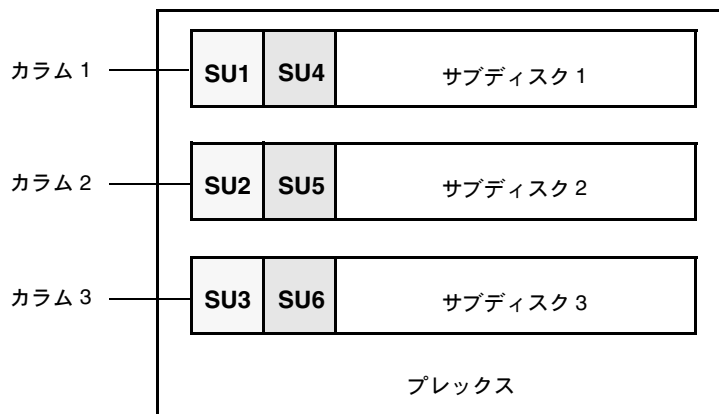 カラム 1 SU1 SU4 サブディスク 1
カラム 2 SU2 SU5 サブディスク 2
カラム 3 SU3 SU6 サブディスク 3
プレックス